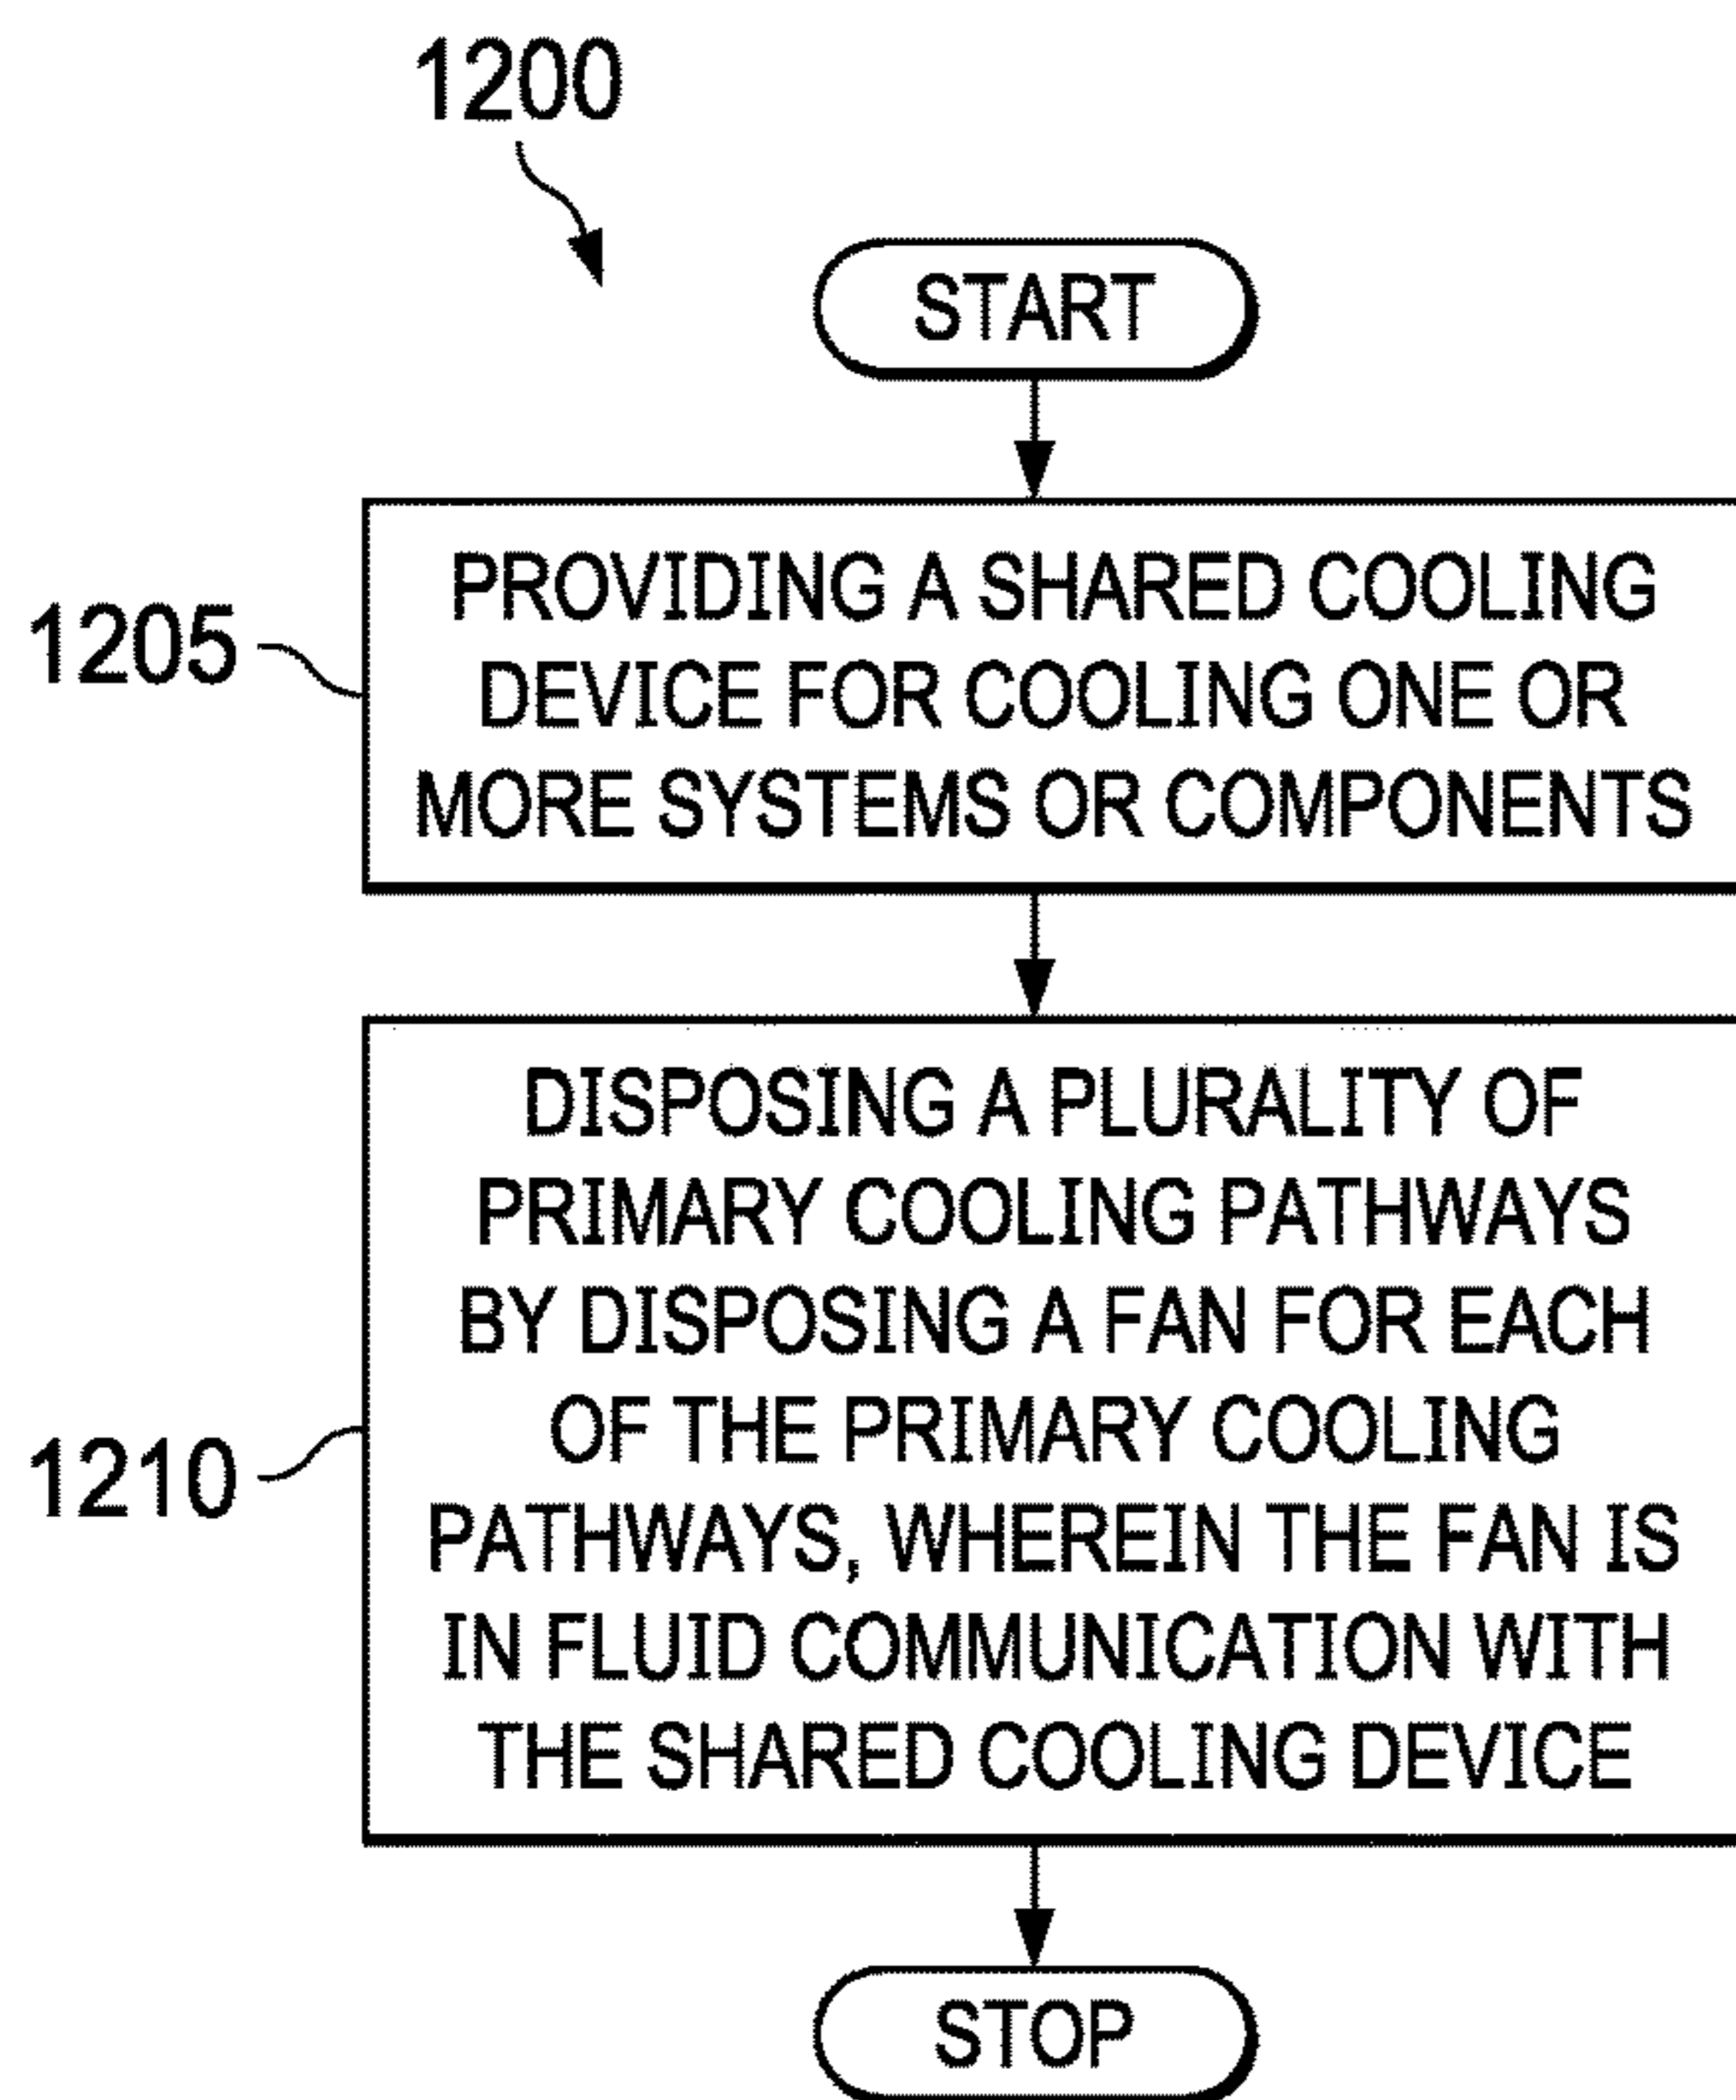 1200
START
1205
PROVIDING A SHARED COOLING
DEVICE FOR COOLING ONE OR
MORE SYSTEMS OR COMPONENTS
1210
DISPOSING A PLURALITY OF
PRIMARY COOLING PATHWAYS
BY DISPOSING A FAN FOR EACH
OF THE PRIMARY COOLING
PATHWAYS, WHEREIN THE FAN IS
IN FLUID COMMUNICATION WITH
THE SHARED COOLING DEVICE
STOP